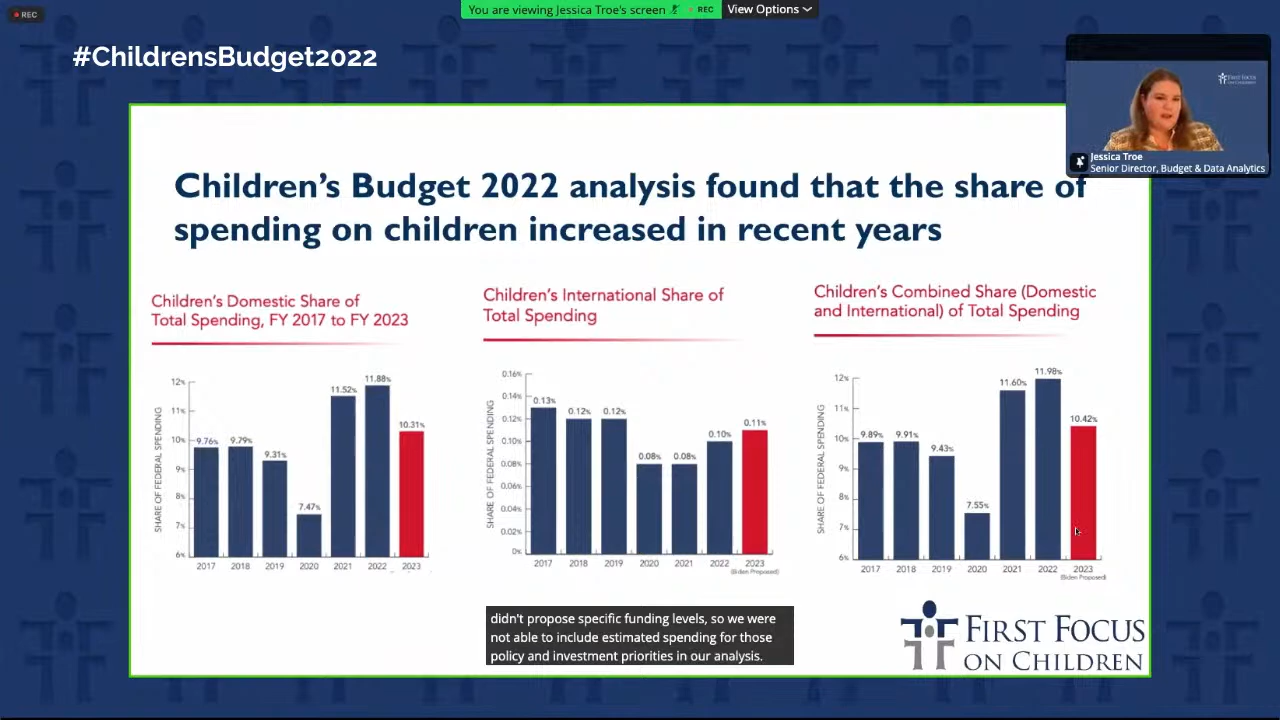 REC
You are viewing Jessica Troe's screen
REC
View Options
#ChildrensBudget2022
FIRST FOCUS
ON CHILDREN
Jessica Troe
Senior Director, Budget & Data Analytics
Children's Budget 2022 analysis found that the share of
spending on children increased in recent years
Children's Domestic Share of
Total Spending, FY 2017 to FY 2023
SHARE OF FEDERAL SPENDING
12%
11%
10%
9%
8%
7%
6%
9.76%
9.79%
9.31%
7.47%
11.52%
11.88%
10.31%
2017
2018
2019
2020
2021
2022
2023
Children's International Share of
Total Spending
SHARE OF FEDERAL SPENDING
0.16%
0.14%
0.12%
0.10%
0.08%
0.06%
0.04%
0.02%
0%
0.13%
0.12%
0.12%
0.08%
0.08%
0.10%
0.11%
2017
2018
2019
2020
2021
2022
2023
(Biden Proposed)
Children's Combined Share (Domestic
and International) of Total Spending
SHARE OF FEDERAL SPENDING
12%
11%
10%
9%
8%
7%
6%
9.89%
9.91%
9.43%
7.55%
11.60%
11.98%
10.42%
2017
2018
2019
2020
2021
2022
2023
(Biden Proposed)
didn't propose specific funding levels, so we were
not able to include estimated spending for those
policy and investment priorities in our analysis.
FIRST FOCUS
ON CHILDREN